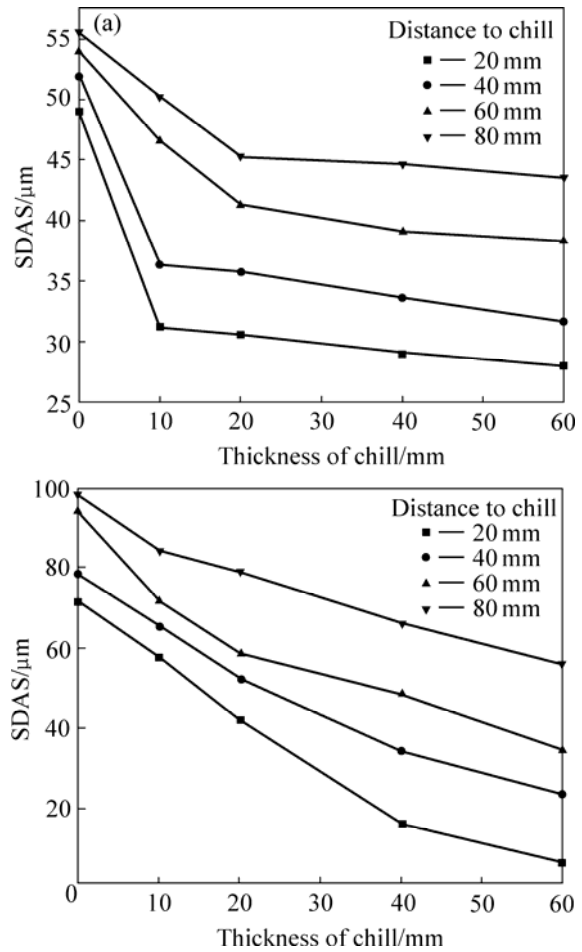 (a)
Distance to chill
20 mm
40 mm
60 mm
80 mm
55
50
45
40
35
30
25
SDAS/μm
0 10 20 30 40 50 60
Thickness of chill/mm
Distance to chill
20 mm
40 mm
60 mm
80 mm
100
80
60
40
20
0
SDAS/μm
10 20 30 40 50 60
Thickness of chill/mm